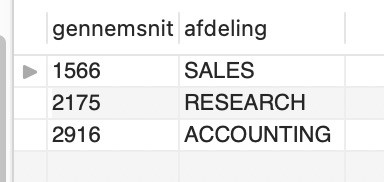 gennemsnit afdeling
1566 SALES
2175 RESEARCH
2916 ACCOUNTING